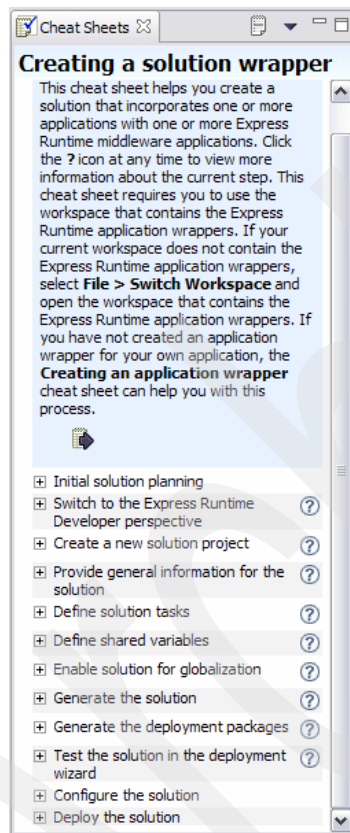 Cheat Sheets
Creating a solution wrapper
This cheat sheet helps you create a
solution that incorporates one or more
applications with one or more Express
Runtime middleware applications. Click
the ? icon at any time to view more
information about the current step. This
cheat sheet requires you to use the
workspace that contains the Express
Runtime application wrappers. If your
current workspace does not contain the
Express Runtime application wrappers,
select File > Switch Workspace and
open the workspace that contains the
Express Runtime application wrappers. If
you have not created an application
wrapper for your own application, the
Creating an application wrapper
cheat sheet can help you with this
process.
Initial solution planning
Switch to the Express Runtime
Developer perspective
Create a new solution project
Provide general information for the
solution
Define solution tasks
Define shared variables
Enable solution for globalization
Generate the solution
Generate the deployment packages
Test the solution in the deployment
wizard
Configure the solution
Deploy the solution